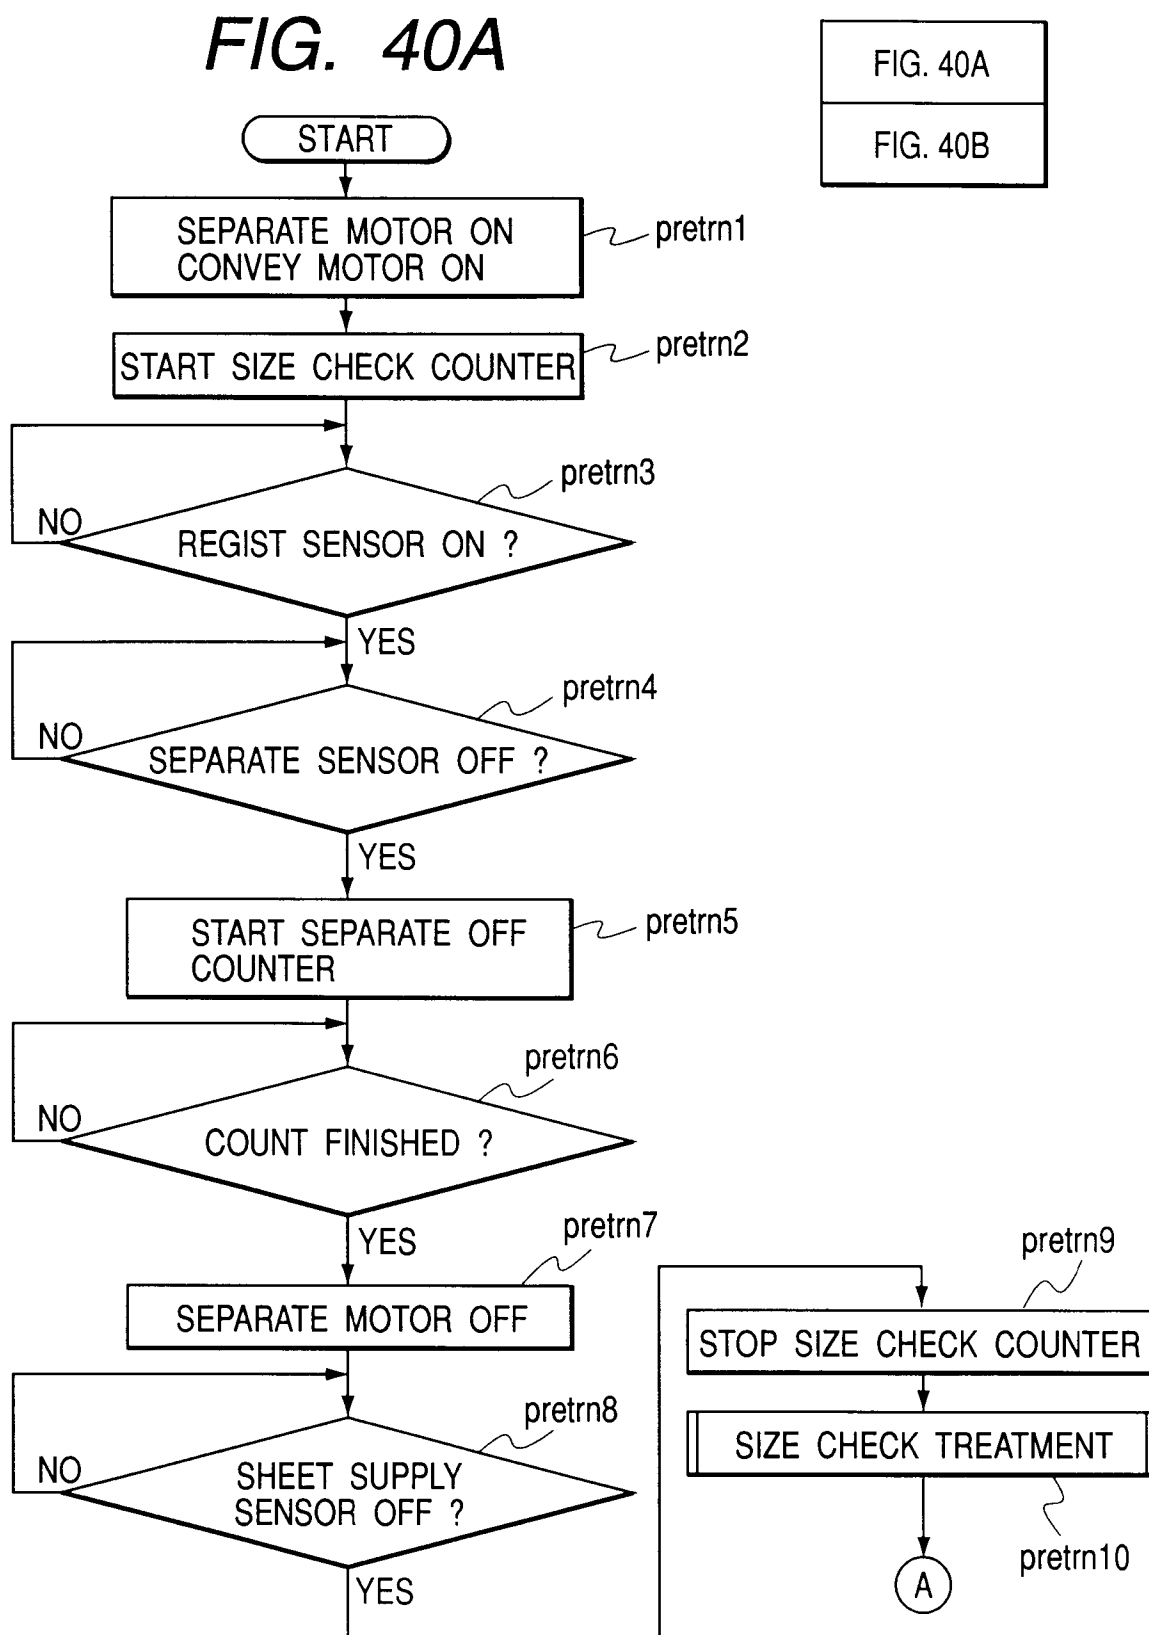 FIG. 40A
FIG. 40A
FIG. 40B
START
SEPARATE MOTOR ON
CONVEY MOTOR ON
pretrn1
START SIZE CHECK COUNTER
pretrn2
pretrn3
NO
REGIST SENSOR ON ?
YES
pretrn4
NO
SEPARATE SENSOR OFF ?
YES
START SEPARATE OFF
COUNTER
pretrn5
pretrn6
NO
COUNT FINISHED ?
YES
pretrn7
SEPARATE MOTOR OFF
pretrn8
NO
SHEET SUPPLY
SENSOR OFF ?
YES
pretrn9
STOP SIZE CHECK COUNTER
SIZE CHECK TREATMENT
pretrn10
A